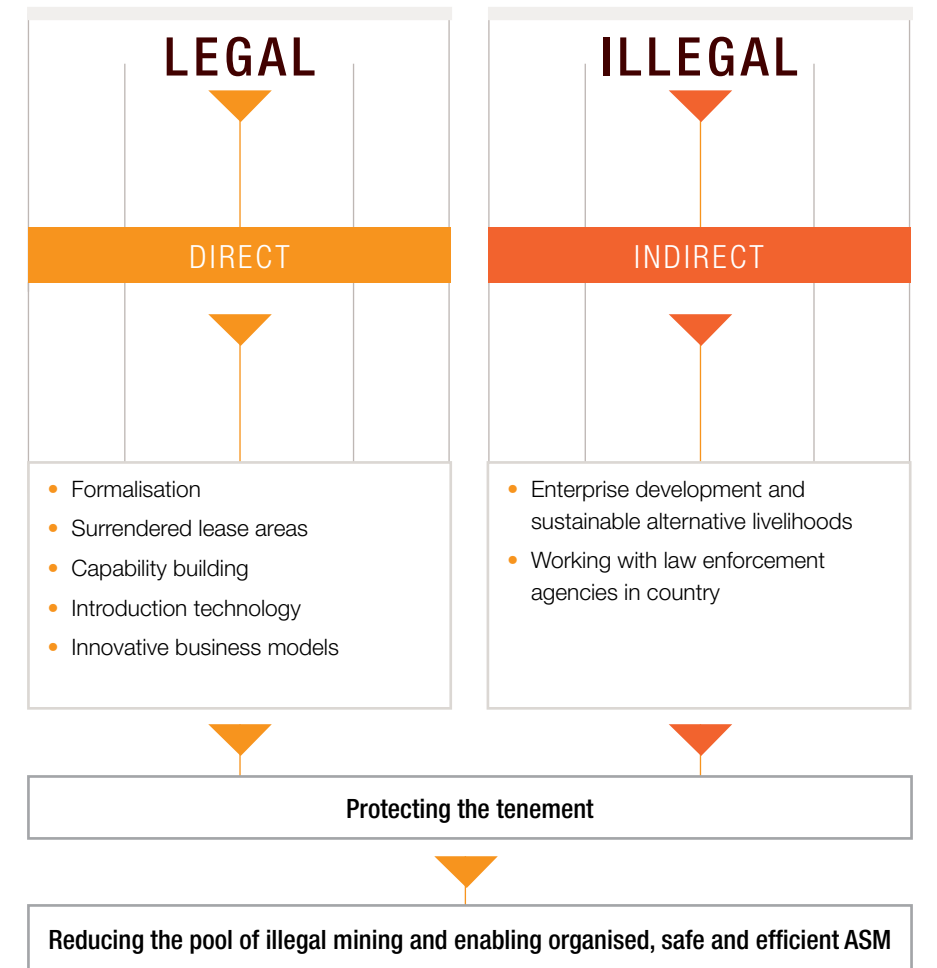 LEGAL
DIRECT
• Formalisation
• Surrendered lease areas
• Capability building
• Introduction technology
• Innovative business models
ILLEGAL
INDIRECT
• Enterprise development and
sustainable alternative livelihoods
• Working with law enforcement
agencies in country
Protecting the tenement
Reducing the pool of illegal mining and enabling organised, safe and efficient ASM